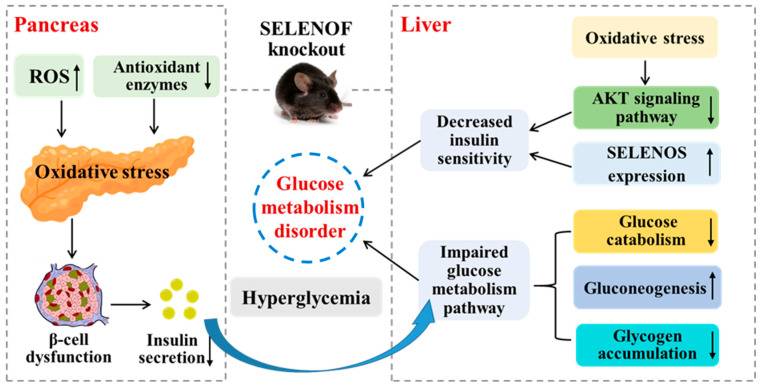 Pancreas
ROS
Antioxidant
enzymes
Oxidative stress
β-cell
dysfunction
Insulin
secretion
SELENOF
knockout
Glucose
metabolism
disorder
Hyperglycemia
Liver
Oxidative stress
AKT signaling
pathway
Decreased
insulin
sensitivity
SELENOS
expression
Impaired
glucose
metabolism
pathway
Glucose
catabolism
Gluconeogenesis
Glycogen
accumulation